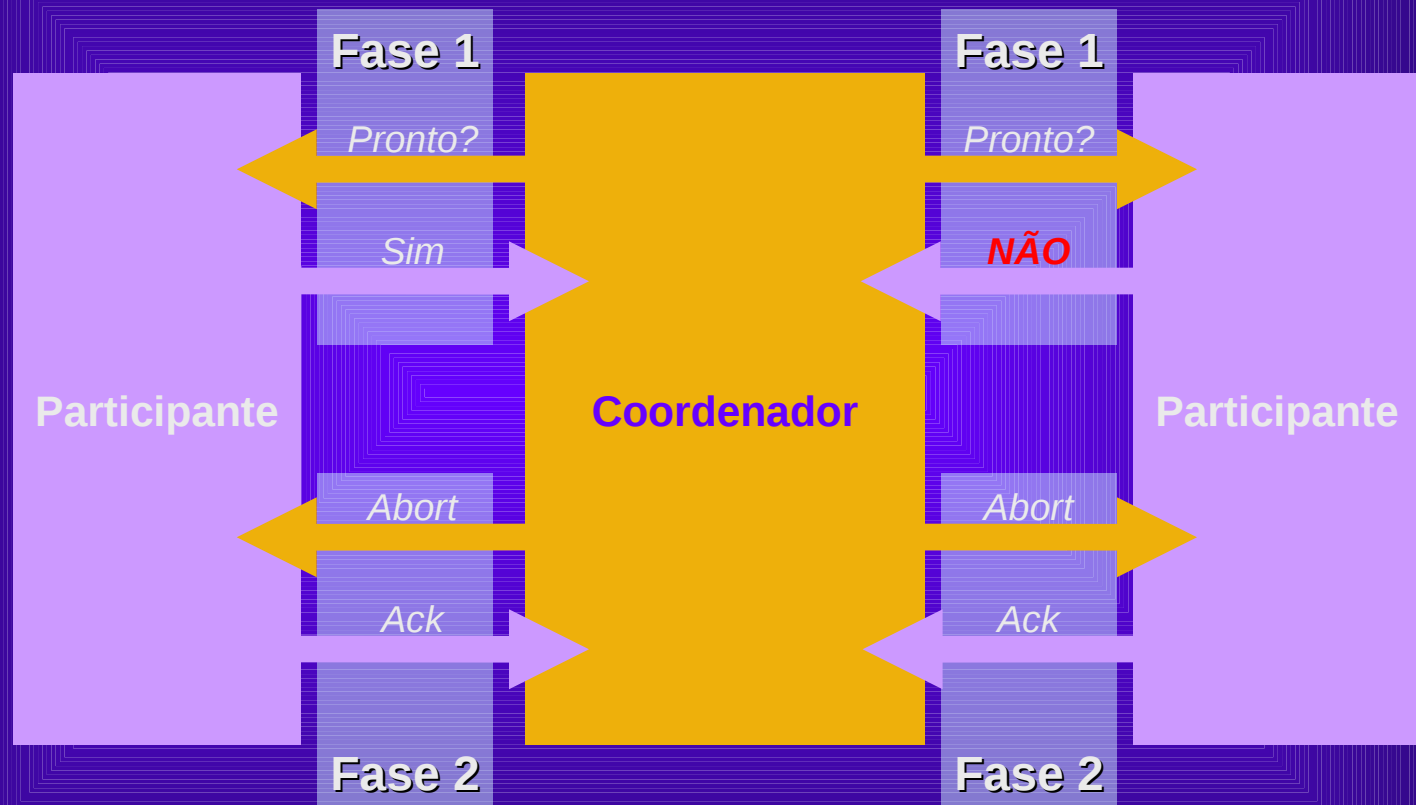 Fase 1
Fase 1
Pronto?
Pronto?
Sim
NÃO
Participante
Coordenador
Participante
Abort
Abort
Ack
Ack
Fase 2
Fase 2